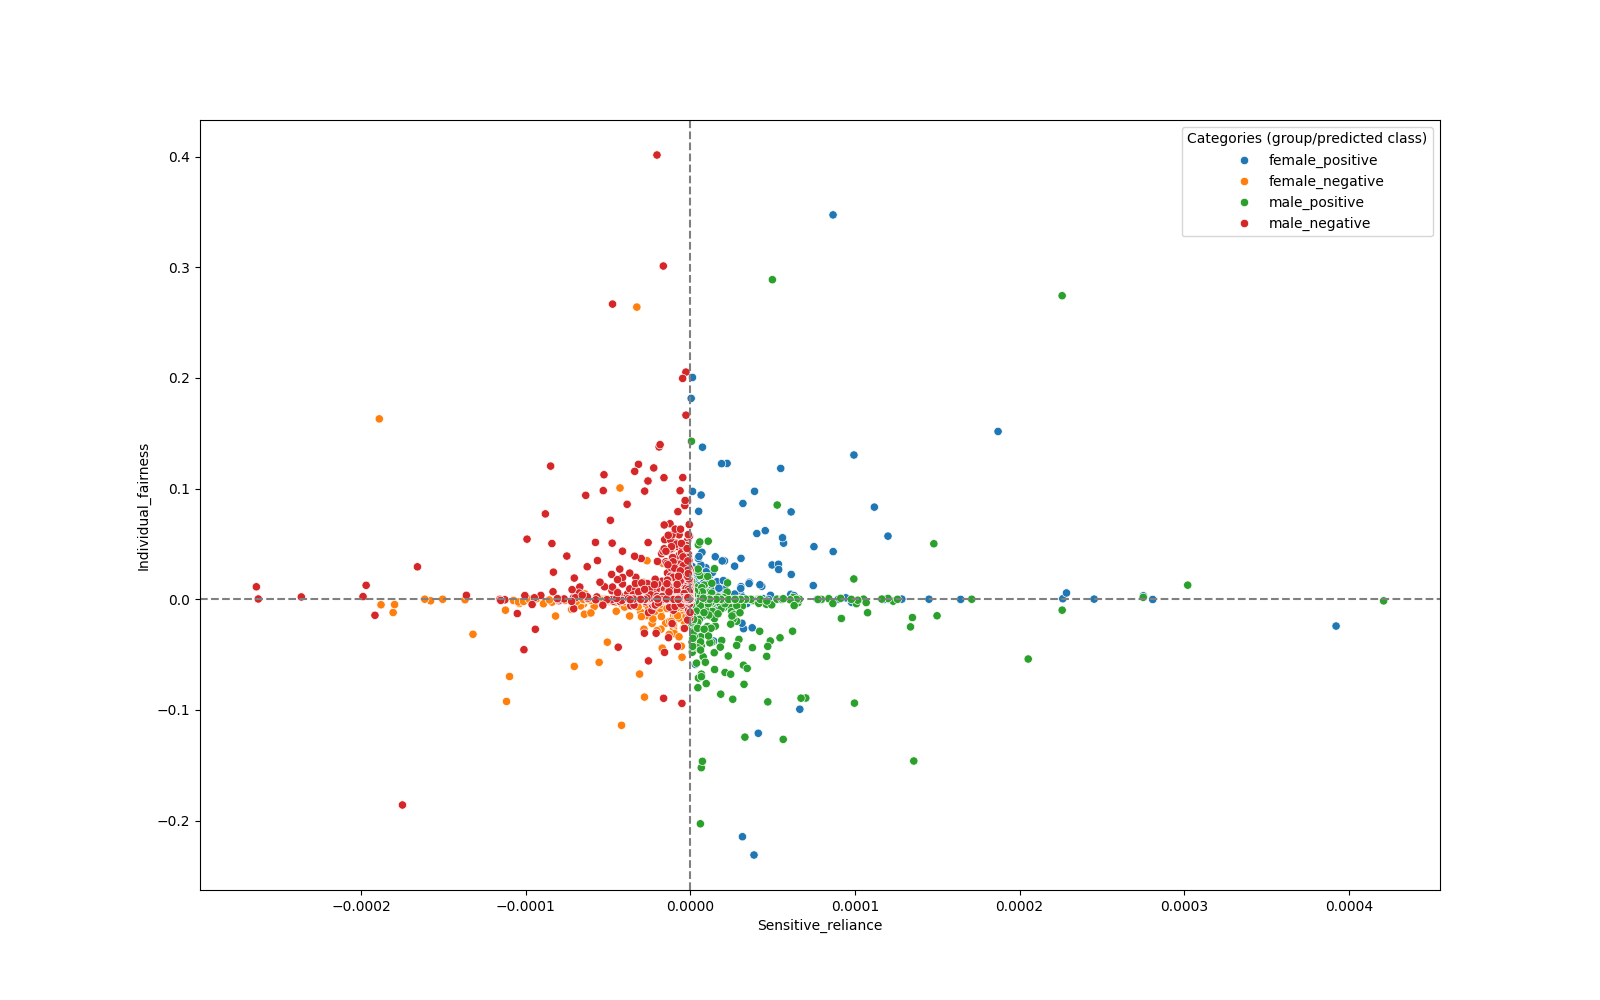 Categories (group/predicted class)
female_positive
female_negative
male_positive
male_negative
0.4
0.3
0.2
0.1
0.0
−0.1
−0.2
Individual_fairness
−0.0002
−0.0001
0.0000
0.0001
0.0002
0.0003
0.0004
Sensitive_reliance